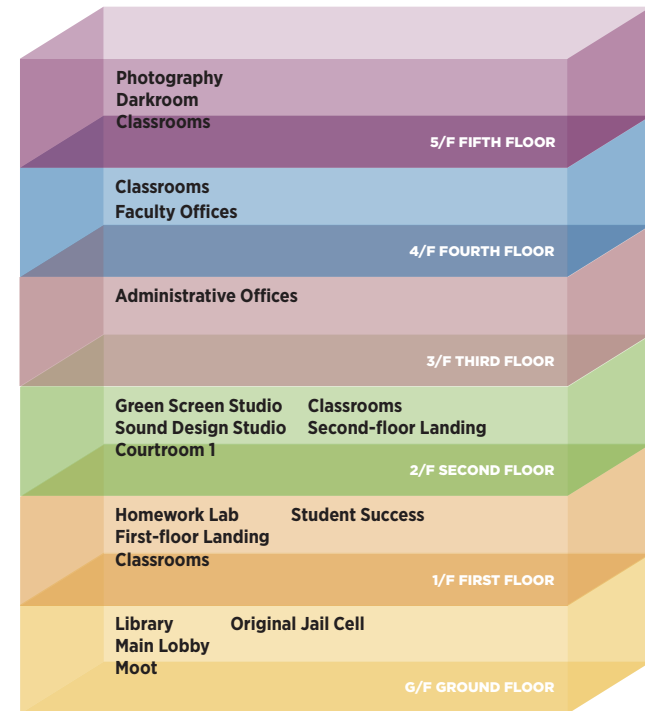 Photography
Darkroom
Classrooms
5/F FIFTH FLOOR
Classrooms
Faculty Offices
4/F FOURTH FLOOR
Administrative Offices
3/F THIRD FLOOR
Green Screen Studio Classrooms
Sound Design Studio Second-floor Landing
Courtroom 1
2/F SECOND FLOOR
Homework Lab Student Success
First-floor Landing
Classrooms
1/F FIRST FLOOR
Library Original Jail Cell
Main Lobby
Moot
G/F GROUND FLOOR